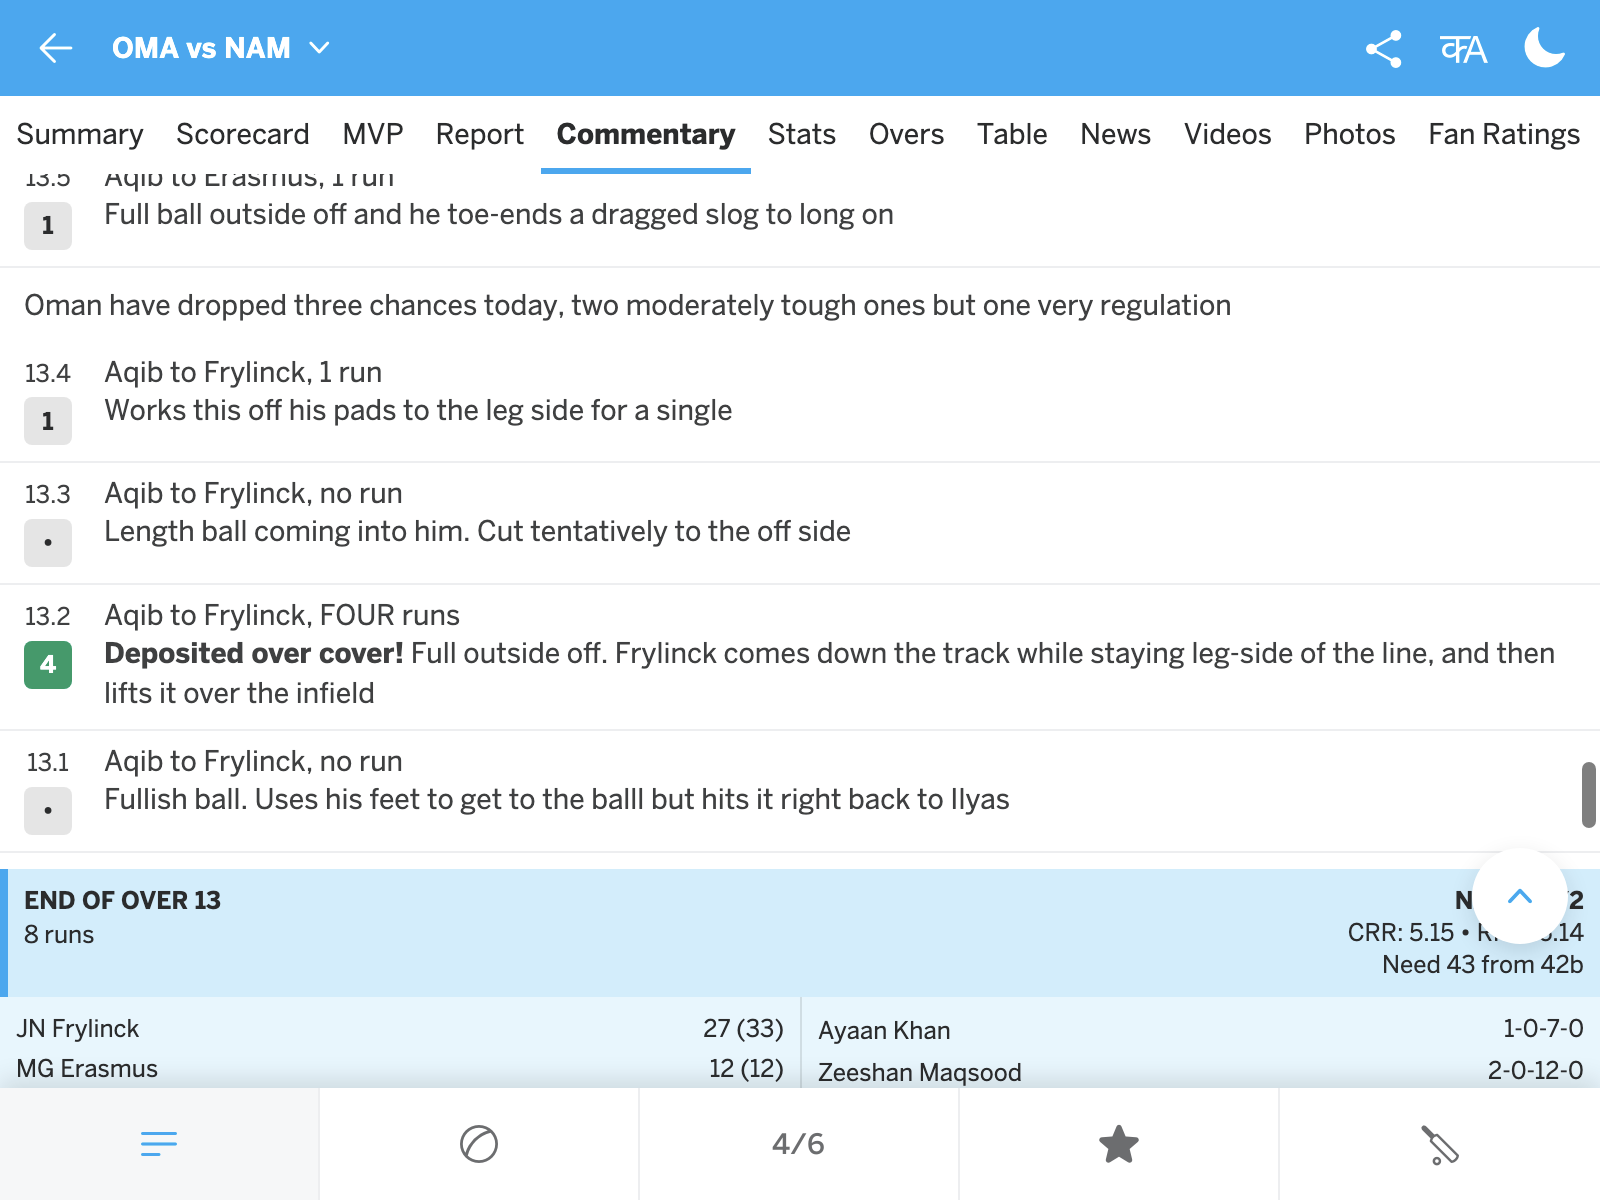 OMA vs NAM
Summary Scorecard MVP Report Commentary Stats Overs Table News Videos Photos Fan Ratings
13.5 Aqib to Erasmus, 1 run
1 Full ball outside off and he toe-ends a dragged slog to long on
Oman have dropped three chances today, two moderately tough ones but one very regulation
13.4 Aqib to Frylinck, 1 run
1 Works this off his pads to the leg side for a single
13.3 Aqib to Frylinck, no run
• Length ball coming into him. Cut tentatively to the off side
13.2 Aqib to Frylinck, FOUR runs
4 Deposited over cover! Full outside off. Frylinck comes down the track while staying leg-side of the line, and then
lifts it over the infield
13.1 Aqib to Frylinck, no run
• Fullish ball. Uses his feet to get to the balll but hits it right back to Ilyas
END OF OVER 13
8 runs
CRR: 5.15 •
Need 43 from 42b
JN Frylinck 27 (33)
MG Erasmus 12 (12)
Ayaan Khan 1-0-7-0
Zeeshan Maqsood 2-0-12-0
4/6